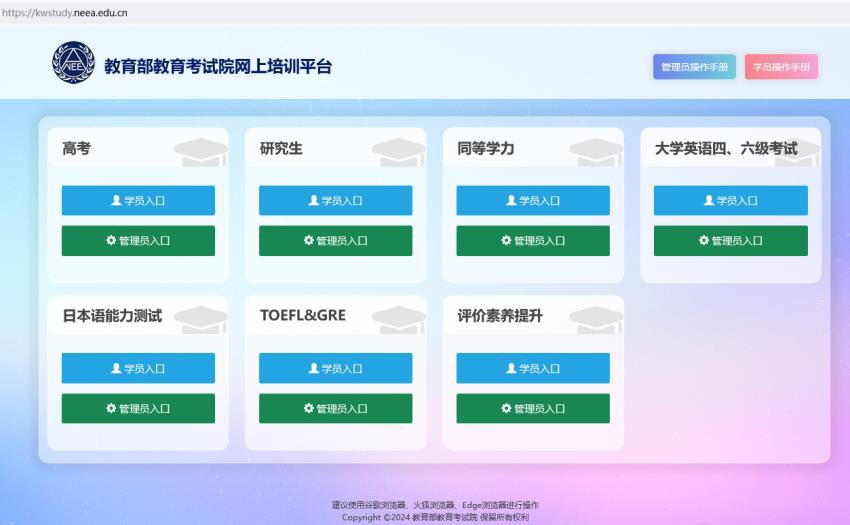 https://kwstudy.neea.edu.cn
NEEA
教育部教育考试院网上培训平台
管理员操作手册
学员操作手册
高考
学员入口
管理员入口
研究生
学员入口
管理员入口
同等学力
学员入口
管理员入口
大学英语四、六级考试
学员入口
管理员入口
日本语能力测试
学员入口
管理员入口
TOEFL&GRE
学员入口
管理员入口
评价素养提升
学员入口
管理员入口
建议使用谷歌浏览器、火狐浏览器、Edge浏览器进行操作
Copyright ©2024 教育部教育考试院 保留所有权利